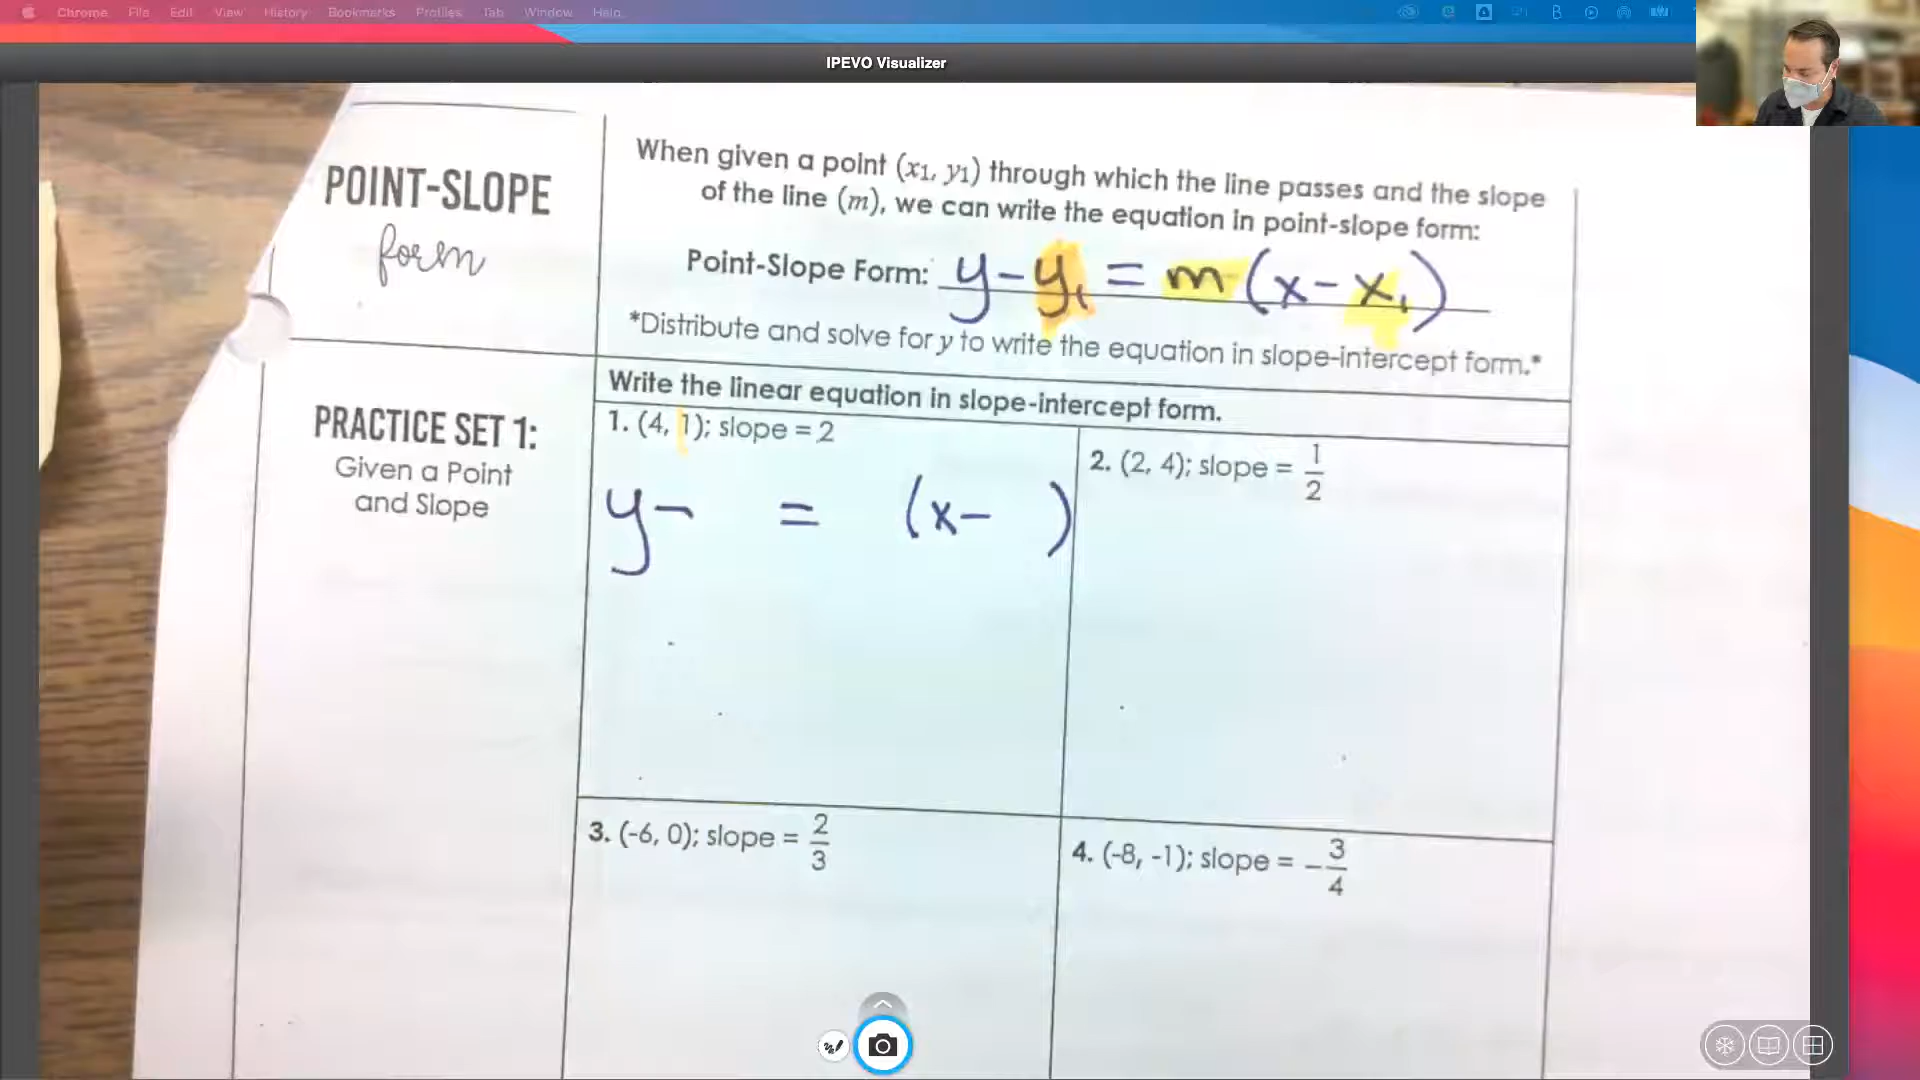 Chrome File Edit View History Bookmarks Profiles Tab Window Help
IPEVO Visualizer
POINT-SLOPE
form
When given a point (x₁, y₁) through which the line passes and the slope
of the line (m), we can write the equation in point-slope form:
Point-Slope Form: y-y₁ = m(x-x₁)
*Distribute and solve for y to write the equation in slope-intercept form.*
PRACTICE SET 1:
Given a Point
and Slope
Write the linear equation in slope-intercept form.
1. (4, 1); slope = 2
y- = (x- )
2. (2, 4); slope = 1/2
3. (-6, 0); slope = 2/3
4. (-8, -1); slope = -3/4